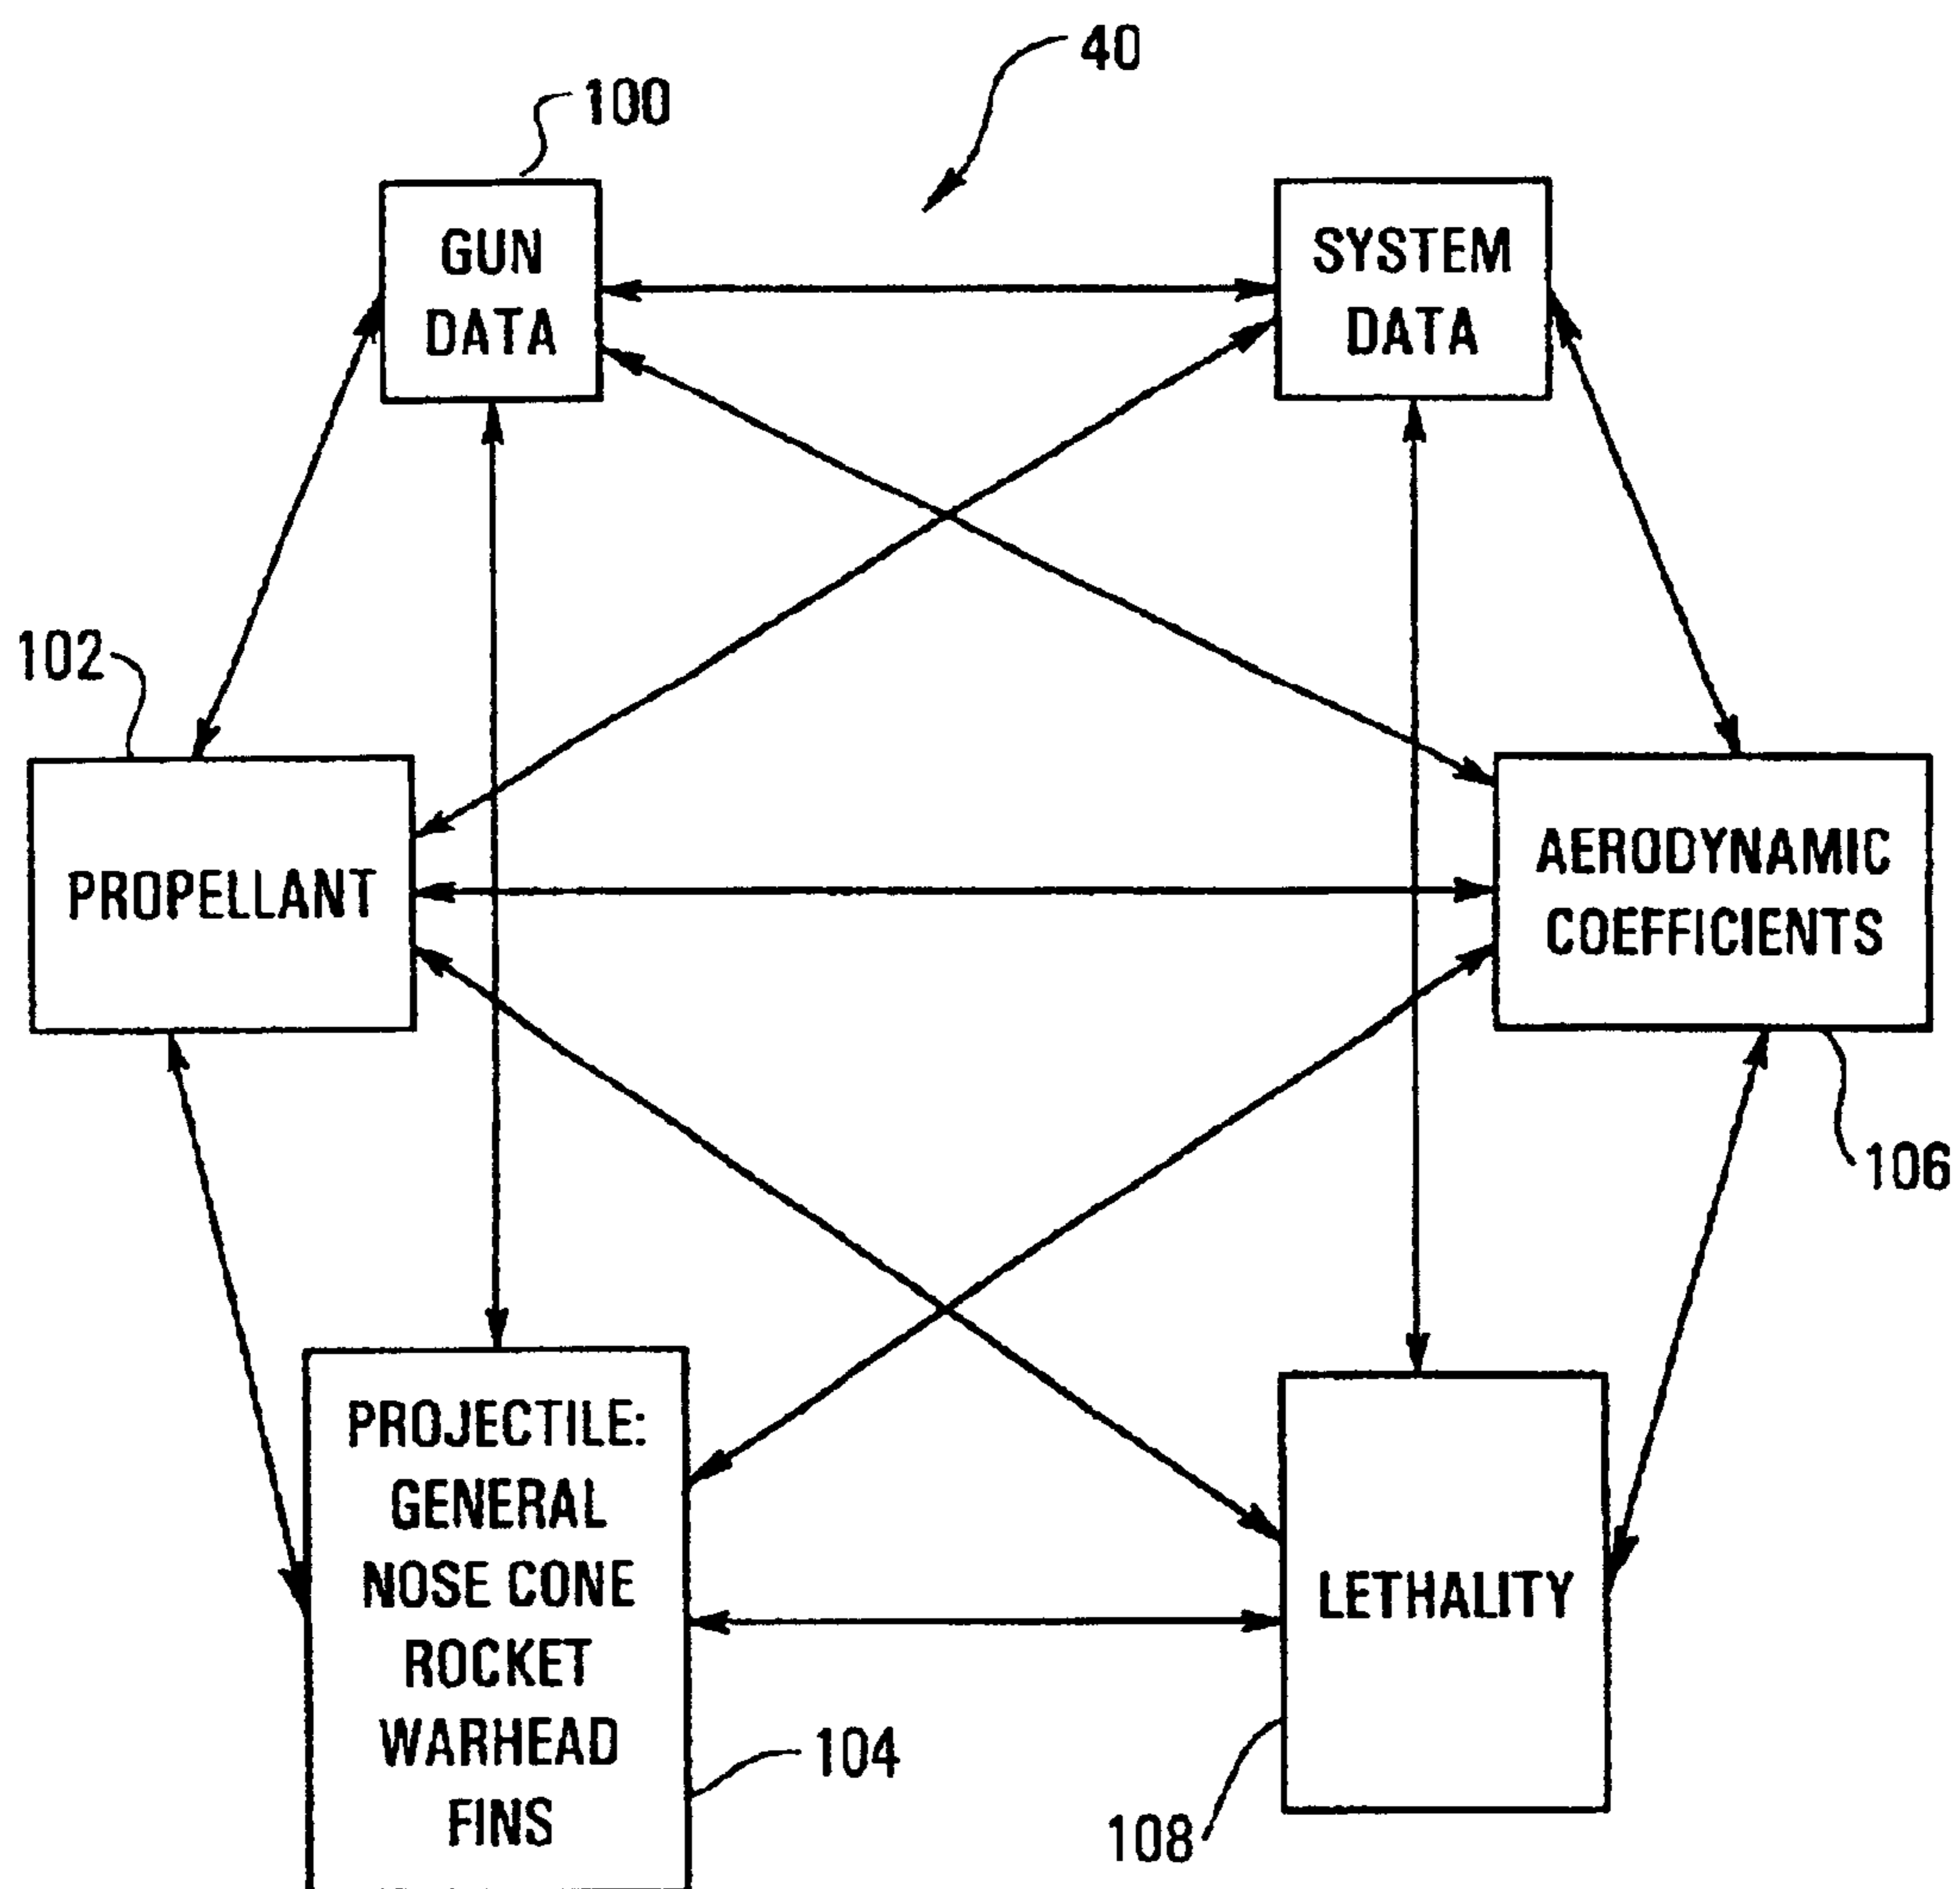 40
100
GUN
DATA
SYSTEM
DATA
102
PROPELLANT
AERODYNAMIC
COEFFICIENTS
106
PROJECTILE:
GENERAL
NOSE CONE
ROCKET
WARHEAD
FINS
104
LETHALITY
108